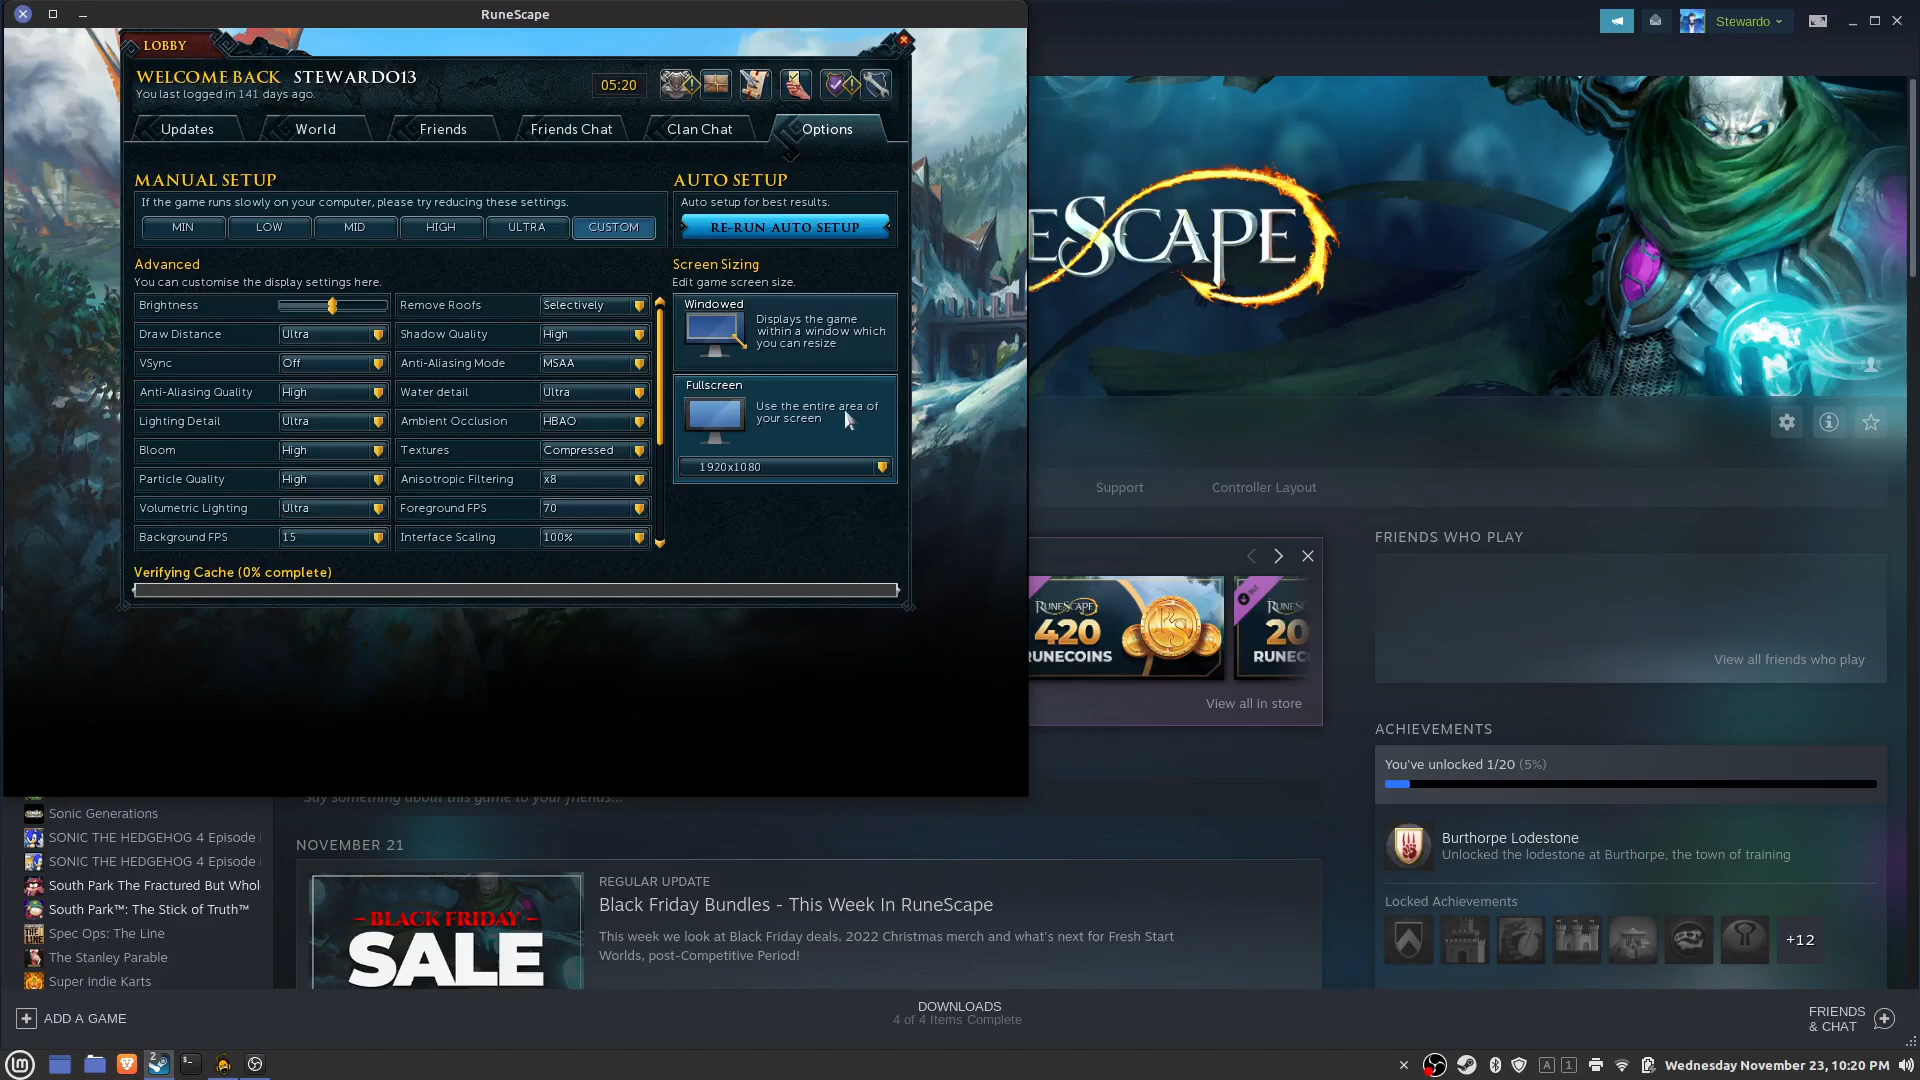 RuneScape
Stewardo
LOBBY
WELCOME BACK STEWARDO13
You last logged in 141 days ago.
05:20
Updates
World
Friends
Friends Chat
Clan Chat
Options
MANUAL SETUP
If the game runs slowly on your computer, please try reducing these settings.
MIN
LOW
MID
HIGH
ULTRA
CUSTOM
AUTO SETUP
Auto setup for best results.
RE-RUN AUTO SETUP
Advanced
You can customise the display settings here.
Brightness
Remove Roofs Selectively
Draw Distance Ultra
Shadow Quality High
VSync Off
Anti-Aliasing Mode MSAA
Anti-Aliasing Quality High
Water detail Ultra
Lighting Detail Ultra
Ambient Occlusion HBAO
Bloom High
Textures Compressed
Particle Quality High
Anisotropic Filtering x8
Volumetric Lighting Ultra
Foreground FPS 70
Background FPS 15
Interface Scaling 100%
Screen Sizing
Edit game screen size.
Windowed
Displays the game
within a window which
you can resize
Fullscreen
Use the entire area of
your screen
1920x1080
Verifying Cache (0% complete)
ESCAPE
Support
Controller Layout
FRIENDS WHO PLAY
View all friends who play
RUNESCAPE
420
RUNECOINS
RUNES
20
RUNEC
View all in store
ACHIEVEMENTS
You've unlocked 1/20 (5%)
Burthorpe Lodestone
Unlocked the lodestone at Burthorpe, the town of training
Locked Achievements
+12
Say something about this game to your friends...
NOVEMBER 21
BLACK FRIDAY
SALE
REGULAR UPDATE
Black Friday Bundles - This Week In RuneScape
This week we look at Black Friday deals, 2022 Christmas merch and what's next for Fresh Start
Worlds, post-Competitive Period!
Sonic Generations
SONIC THE HEDGEHOG 4 Episode
SONIC THE HEDGEHOG 4 Episode
South Park The Fractured But Whol
South Park™: The Stick of Truth™
THE LINE
Spec Ops: The Line
The Stanley Parable
Super Indie Karts
ADD A GAME
DOWNLOADS
4 of 4 Items Complete
FRIENDS
& CHAT
2
A
1
Wednesday November 23, 10:20 PM